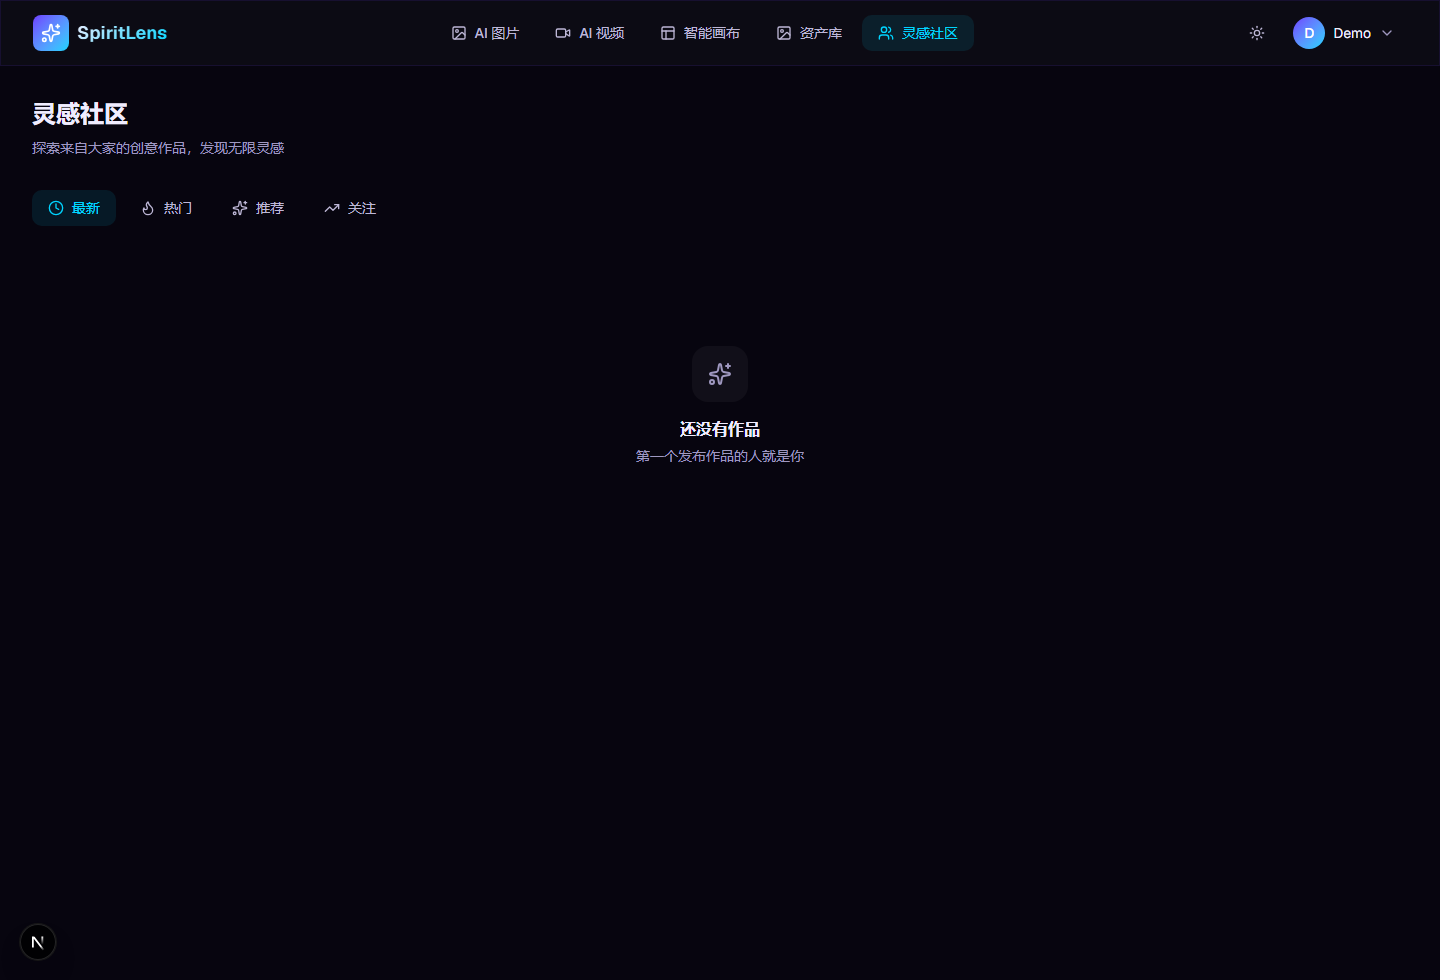 SpiritLens
AI 图片
AI 视频
智能画布
资产库
灵感社区
D
Demo
灵感社区
探索来自大家的创意作品，发现无限灵感
最新
热门
推荐
关注
还没有作品
第一个发布作品的人就是你
N